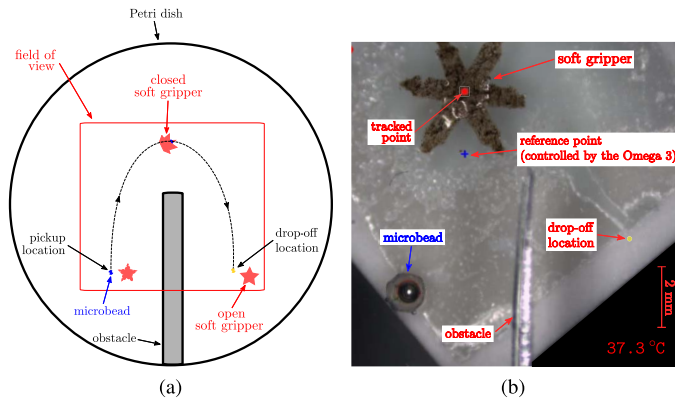 Petri dish
field of
view
closed
soft gripper
pickup
location
drop-off
location
microbead
open
soft gripper
obstacle
(a)
soft gripper
tracked
point
reference point
(controlled by the Omega 3)
microbead
drop-off
location
obstacle
2 mm
37.3 °C
(b)